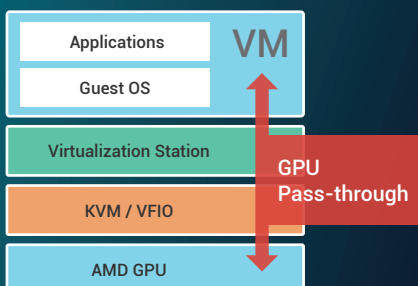 Applications
VM
Guest OS
Virtualization Station
GPU
Pass-through
KVM / VFIO
AMD GPU